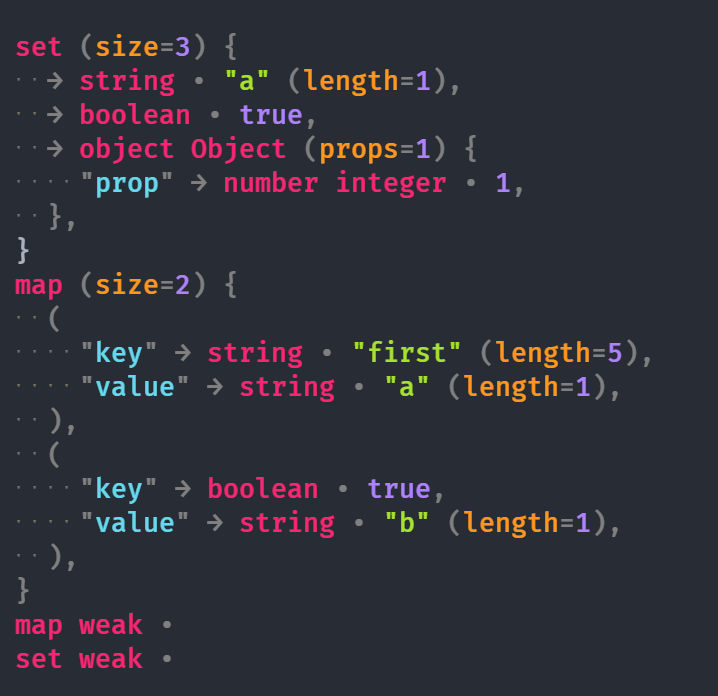 set (size=3) {
··→ string • "a" (length=1),
··→ boolean • true,
··→ object Object (props=1) {
···· "prop" → number integer • 1,
·· },
}
map (size=2) {
·· (
···· "key" → string • "first" (length=5),
···· "value" → string • "a" (length=1),
·· ),
·· (
···· "key" → boolean • true,
···· "value" → string • "b" (length=1),
·· ),
}
map weak •
set weak •